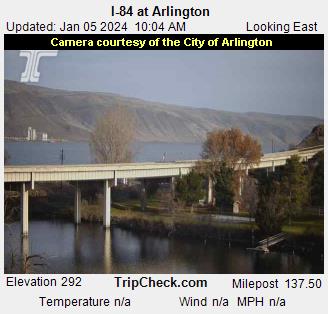 I-84 at Arlington
Updated: Jan 05 2024 10:04 AM Looking East
Camera courtesy of the City of Arlington
Elevation 292 TripCheck.com Milepost 137.50
Temperature n/a Wind n/a MPH n/a